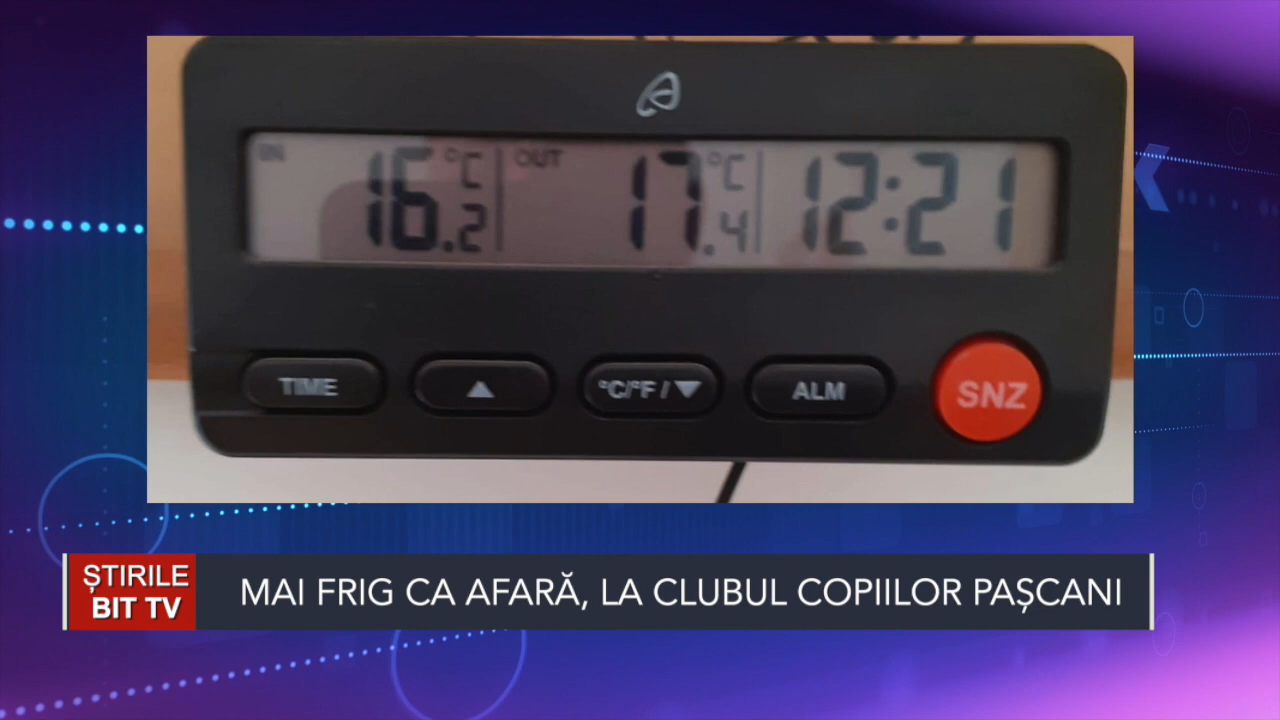 IN 16.2 °C OUT 17.4 °C 12:21
TIME ▲ °C/°F / ▼ ALM SNZ
ȘTIRILE
BIT TV
MAI FRIG CA AFARĂ, LA CLUBUL COPIILOR PAȘCANI